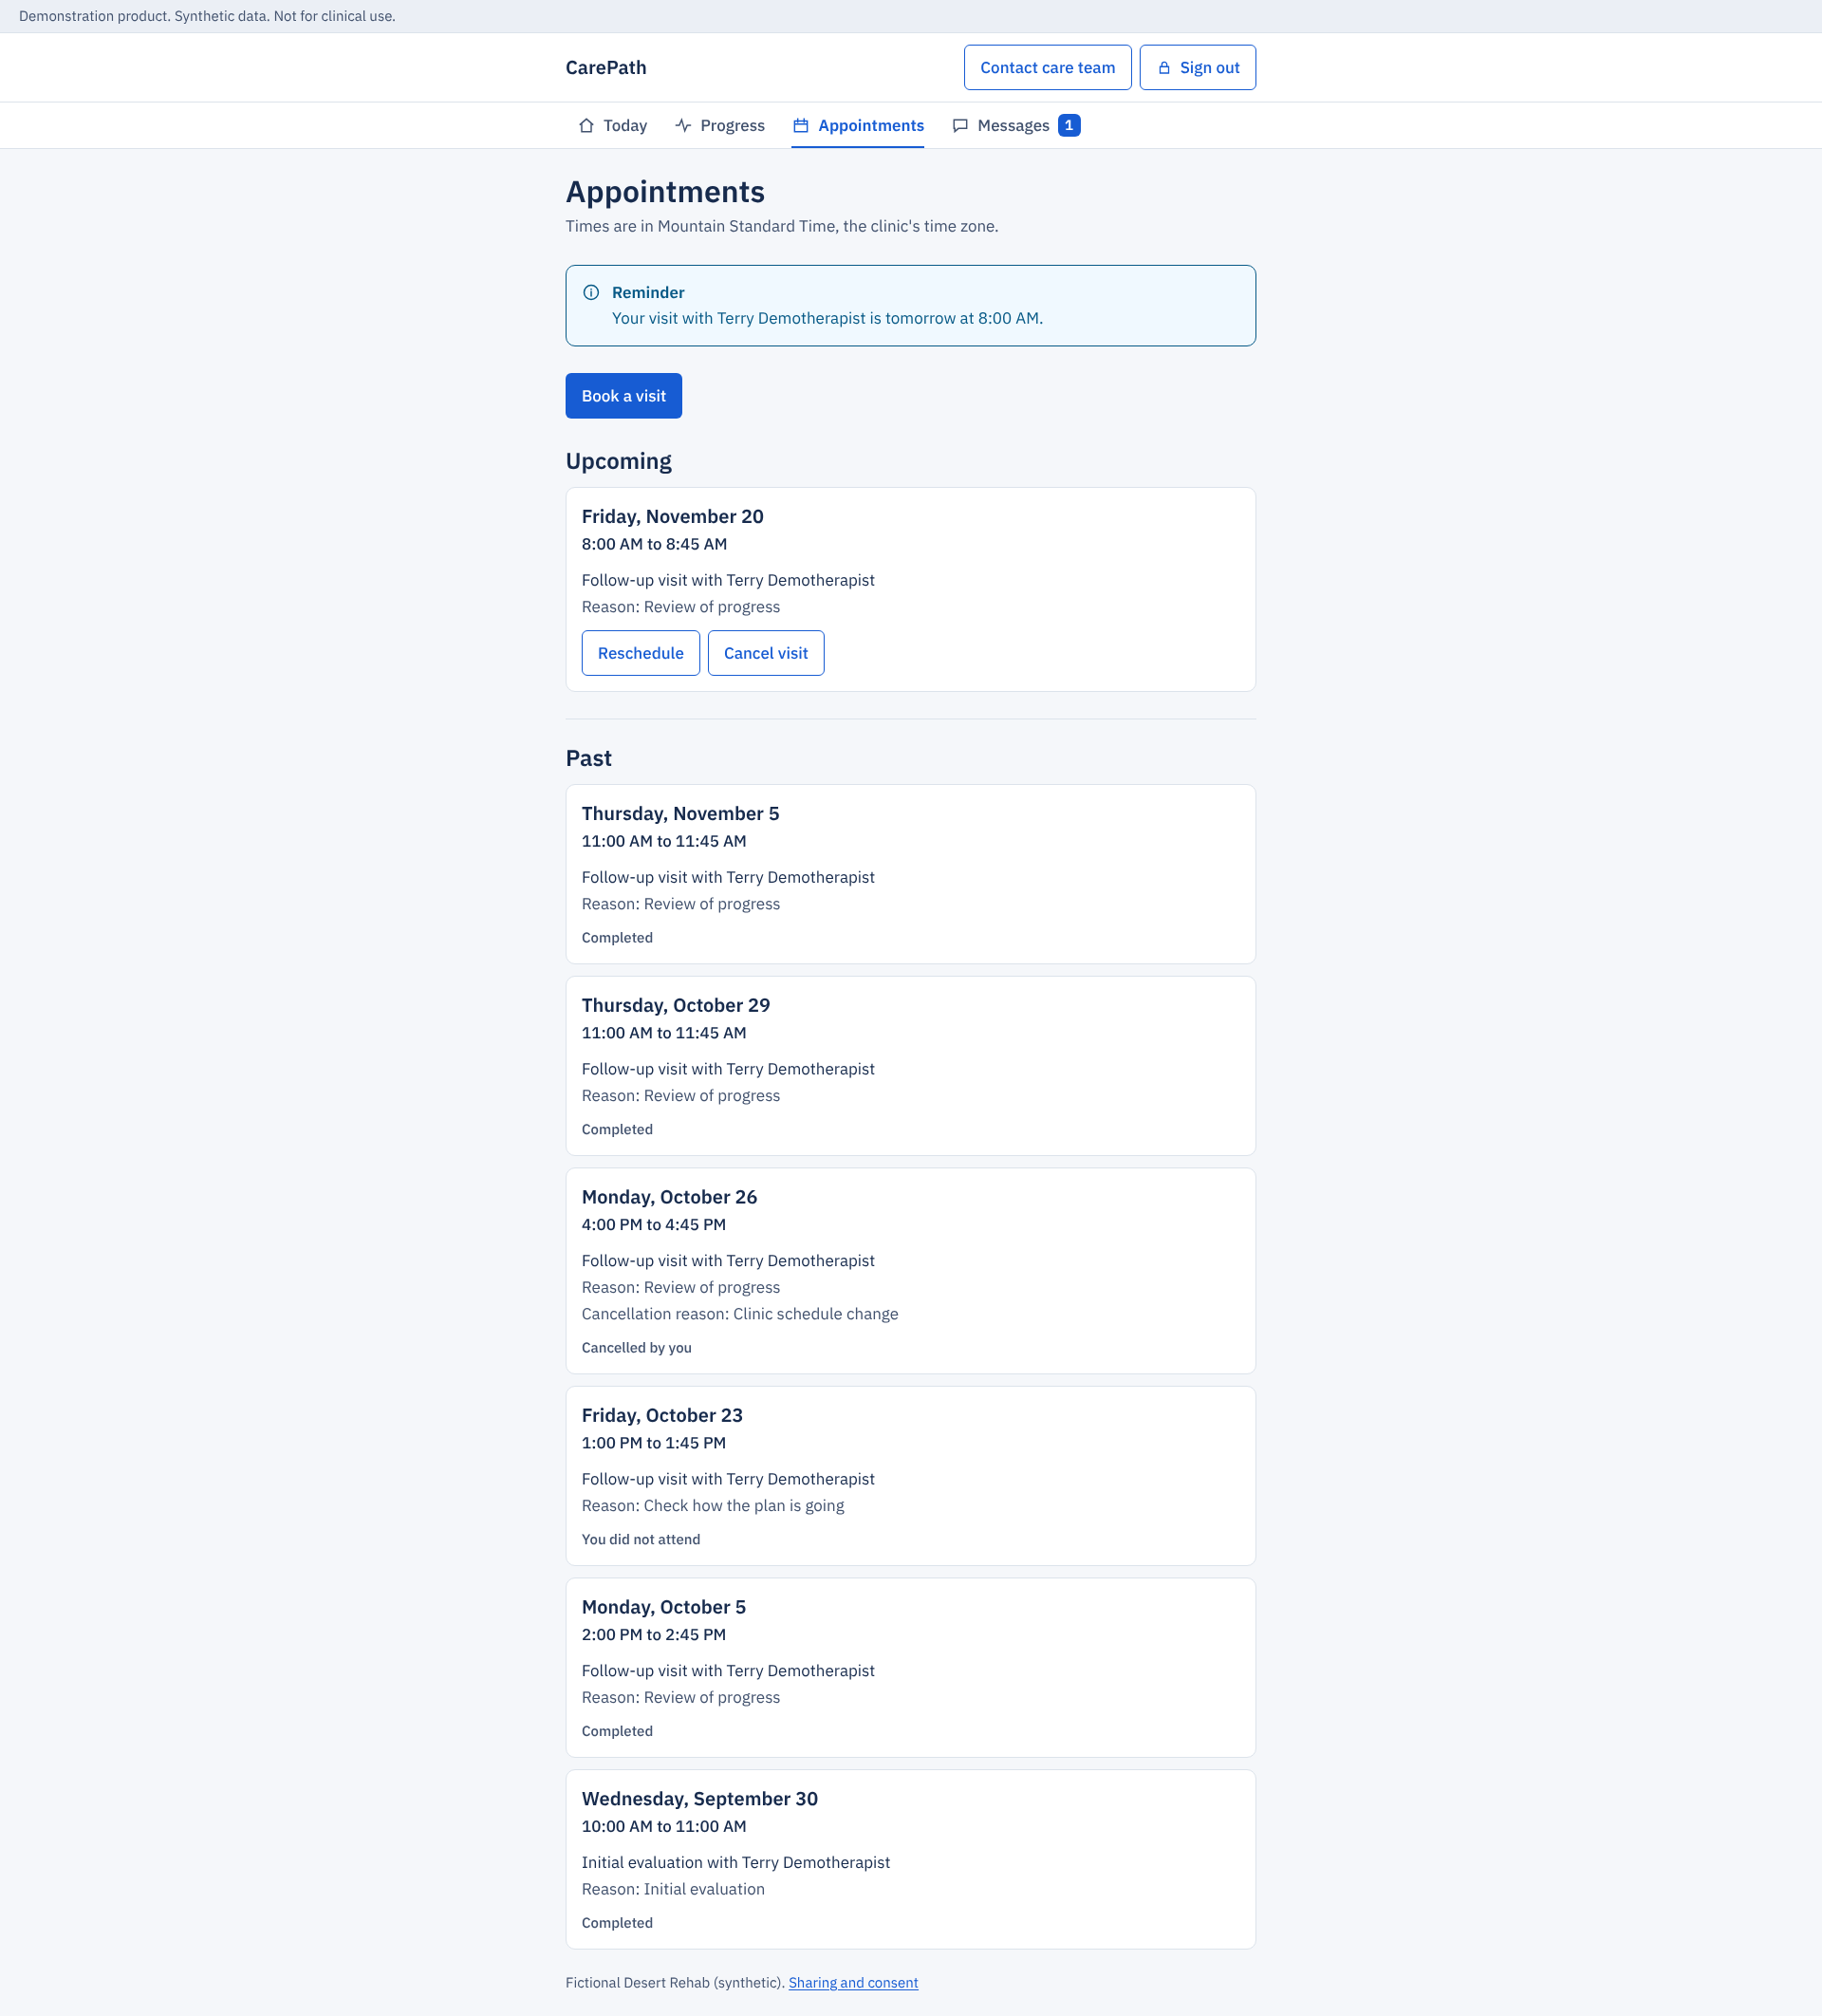 Demonstration product. Synthetic data. Not for clinical use.
CarePath
Contact care team
Sign out
Today
Progress
Appointments
Messages 1
Appointments
Times are in Mountain Standard Time, the clinic's time zone.
Reminder
Your visit with Terry Demotherapist is tomorrow at 8:00 AM.
Book a visit
Upcoming
Friday, November 20
8:00 AM to 8:45 AM
Follow-up visit with Terry Demotherapist
Reason: Review of progress
Reschedule
Cancel visit
Past
Thursday, November 5
11:00 AM to 11:45 AM
Follow-up visit with Terry Demotherapist
Reason: Review of progress
Completed
Thursday, October 29
11:00 AM to 11:45 AM
Follow-up visit with Terry Demotherapist
Reason: Review of progress
Completed
Monday, October 26
4:00 PM to 4:45 PM
Follow-up visit with Terry Demotherapist
Reason: Review of progress
Cancellation reason: Clinic schedule change
Cancelled by you
Friday, October 23
1:00 PM to 1:45 PM
Follow-up visit with Terry Demotherapist
Reason: Check how the plan is going
You did not attend
Monday, October 5
2:00 PM to 2:45 PM
Follow-up visit with Terry Demotherapist
Reason: Review of progress
Completed
Wednesday, September 30
10:00 AM to 11:00 AM
Initial evaluation with Terry Demotherapist
Reason: Initial evaluation
Completed
Fictional Desert Rehab (synthetic). Sharing and consent